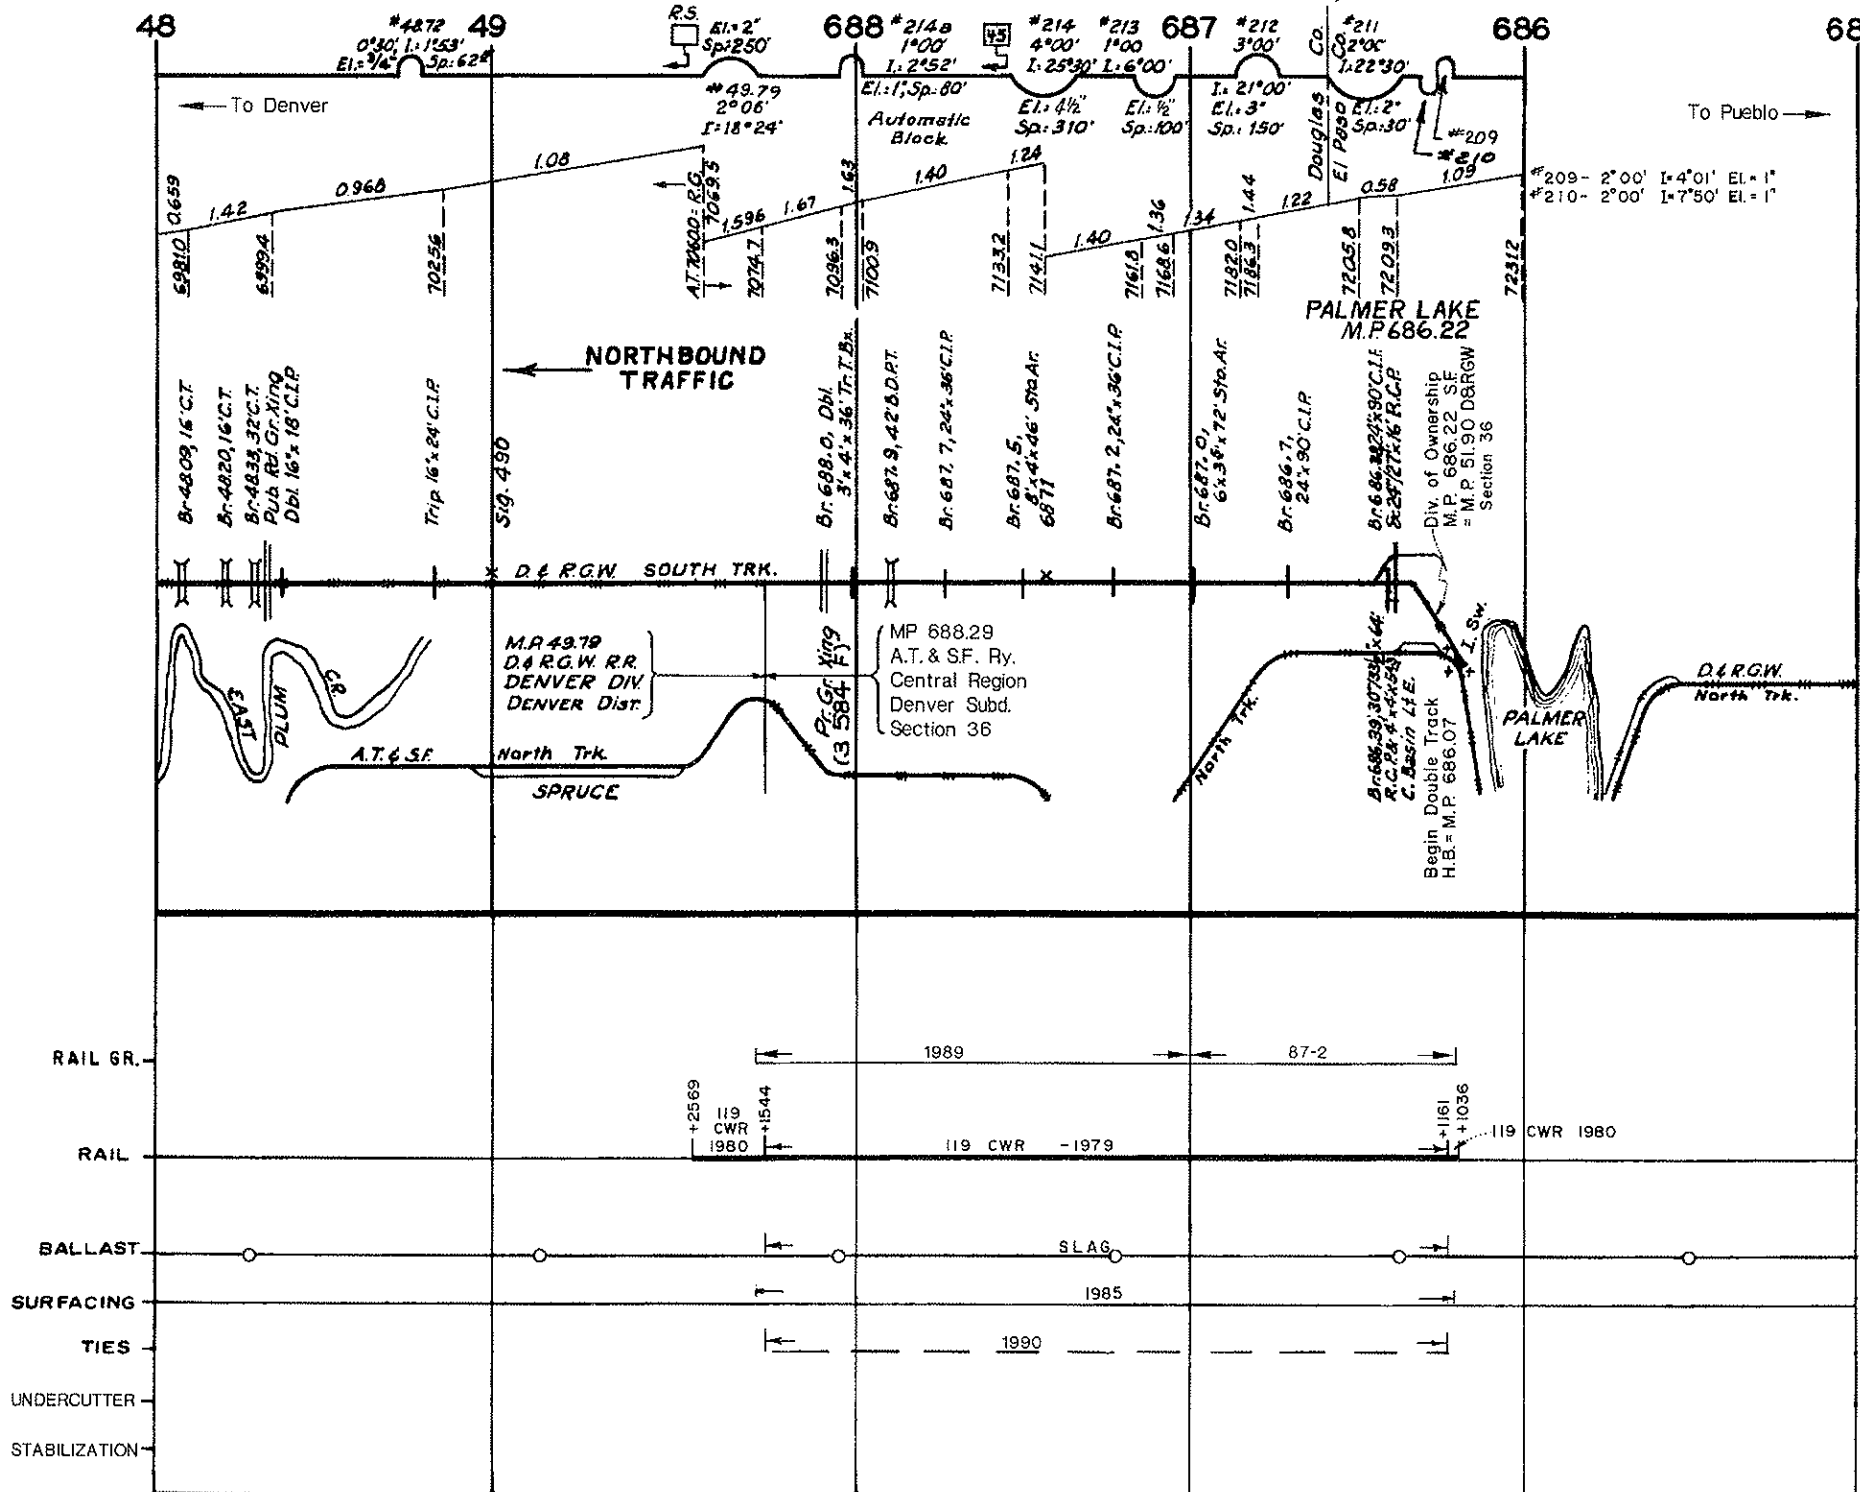 48
49
688
687
686
68
#48.72
0°30' I.=1°53'
El.=3/4" Sp.=62'
R.S.
El.=2"
Sp.=250'
#49.79
2°06'
I=18°24'
#214a
1°00'
I.=2°52'
El.=1", Sp.=80'
Automatic
Block
45
#214
4°00'
I.=25°30'
El.=4½"
Sp.=310'
#213
1°00'
I.=6°00'
El.=½"
Sp.=100'
#212
3°00'
I.=21°00'
El.=3"
Sp.=150'
Douglas Co.
El Paso Co.
#211
2°00'
I.=22°30'
El.=2"
Sp.=30'
#209
#210
#209- 2°00' I=4°01' El.=1"
#210- 2°00' I=7°50' El.=1"
To Denver
To Pueblo
0.659
1.42
0.968
1.08
1.596
1.67
1.63
1.40
1.24
1.40
1.36
1.34
1.44
1.22
0.58
1.09
6981.0
6999.4
7025.6
A.T. 7060.0 = R.G. 7069.5
7074.7
7096.3
7100.9
7133.2
7141.1
7161.8
7168.6
7182.0
7186.3
7205.8
7209.3
7231.2
PALMER LAKE
M.P. 686.22
NORTHBOUND
TRAFFIC
Br. 48.09, 16' C.T.
Br. 48.20, 16' C.T.
Br. 48.33, 32' C.T.
Pub. Rd. Gr. Xing
Dbl. 16" x 18' C.I.P.
Trip. 16" x 24' C.I.P.
Sig. 490
Br. 688.0, Dbl.
3' x 4' x 36' Tr. T. Bx.
Br. 687.9, 42' B.D.P.T.
Br. 687.7, 24" x 36' C.I.P.
Br. 687.5,
8' x 4' x 46' Sto. Ar.
6871
Br. 687.2, 24" x 36' C.I.P.
Br. 687.0,
6' x 3½' x 72' Sto. Ar.
Br. 686.7,
24" x 90' C.I.P.
Div. of Ownership
M.P. 686.22 S.F.
= M.P. 51.90 D&RGW
Section 36
D. & R.G.W. SOUTH TRK.
M.P. 49.79
D. & R.G.W. R.R.
DENVER DIV.
DENVER DIST.
MP 688.29
A.T. & S.F. Ry.
Central Region
Denver Subd.
Section 36
Pr. Gr. Xing
(3 584 F)
EAST
PLUM
CR.
A.T. & S.F. North Trk.
SPRUCE
North Trk.
R.C.P. & 4' x 4' x 54'
C. Basin Lt E.
Begin Double Track
H.B. = M.P. 686.07
I. Sw.
PALMER
LAKE
D. & R.G.W.
North Trk.
RAIL GR.
1989
87-2
+2569
119
CWR
1980
+1544
119 CWR -1979
+1161
+1036
119 CWR 1980
RAIL
BALLAST
SLAG
SURFACING
1985
TIES
1990
UNDERCUTTER
STABILIZATION